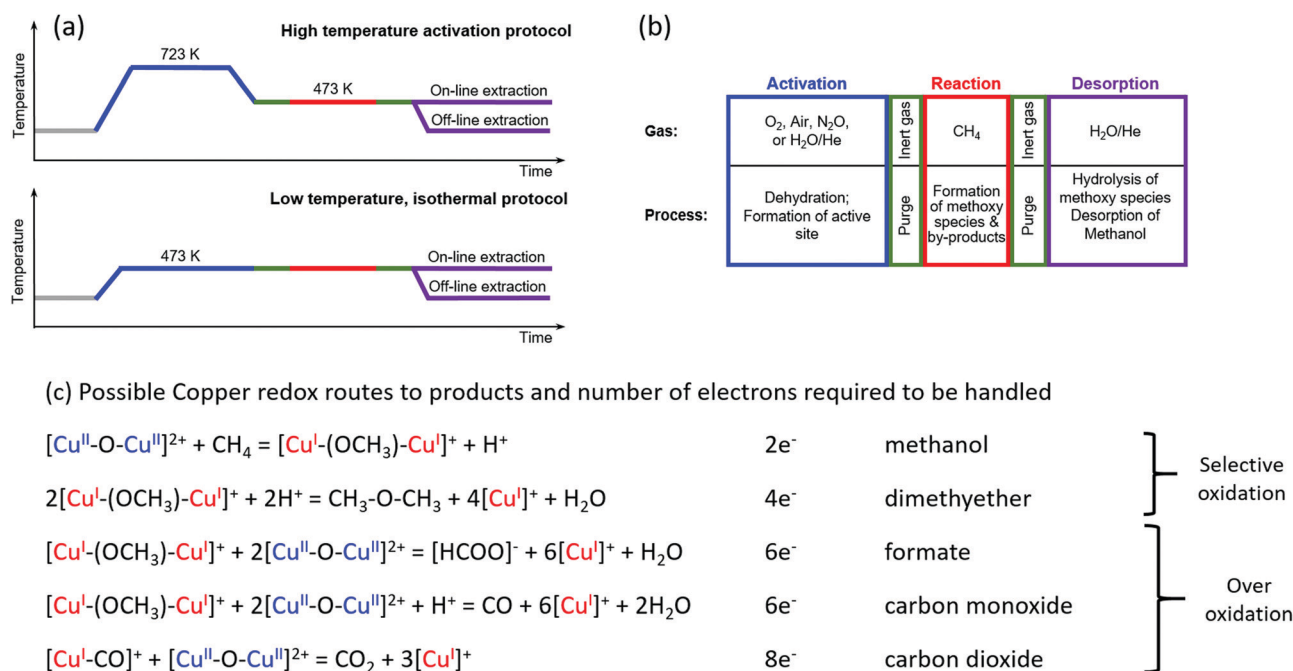 (a)
High temperature activation protocol
723 K
473 K
On-line extraction
Off-line extraction
Temperature
Time
Low temperature, isothermal protocol
473 K
On-line extraction
Off-line extraction
Temperature
Time
(b)
Activation Reaction Desorption
Gas:
O₂, Air, N₂O,
or H₂O/He
Inert gas
CH₄
Inert gas
H₂O/He
Process:
Dehydration;
Formation of active
site
Purge
Formation
of methoxy
species &
by-products
Purge
Hydrolysis of
methoxy species
Desorption of
Methanol
(c) Possible Copper redox routes to products and number of electrons required to be handled
[Cuᴵᴵ-O-Cuᴵᴵ]²⁺ + CH₄ = [Cuᴵ-(OCH₃)-Cuᴵ]⁺ + H⁺ 2e⁻ methanol
2[Cuᴵ-(OCH₃)-Cuᴵ]⁺ + 2H⁺ = CH₃-O-CH₃ + 4[Cuᴵ]⁺ + H₂O 4e⁻ dimethyether
Selective
oxidation
[Cuᴵ-(OCH₃)-Cuᴵ]⁺ + 2[Cuᴵᴵ-O-Cuᴵᴵ]²⁺ = [HCOO]⁻ + 6[Cuᴵ]⁺ + H₂O 6e⁻ formate
[Cuᴵ-(OCH₃)-Cuᴵ]⁺ + 2[Cuᴵᴵ-O-Cuᴵᴵ]²⁺ + H⁺ = CO + 6[Cuᴵ]⁺ + 2H₂O 6e⁻ carbon monoxide
[Cuᴵ-CO]⁺ + [Cuᴵᴵ-O-Cuᴵᴵ]²⁺ = CO₂ + 3[Cuᴵ]⁺ 8e⁻ carbon dioxide
Over
oxidation